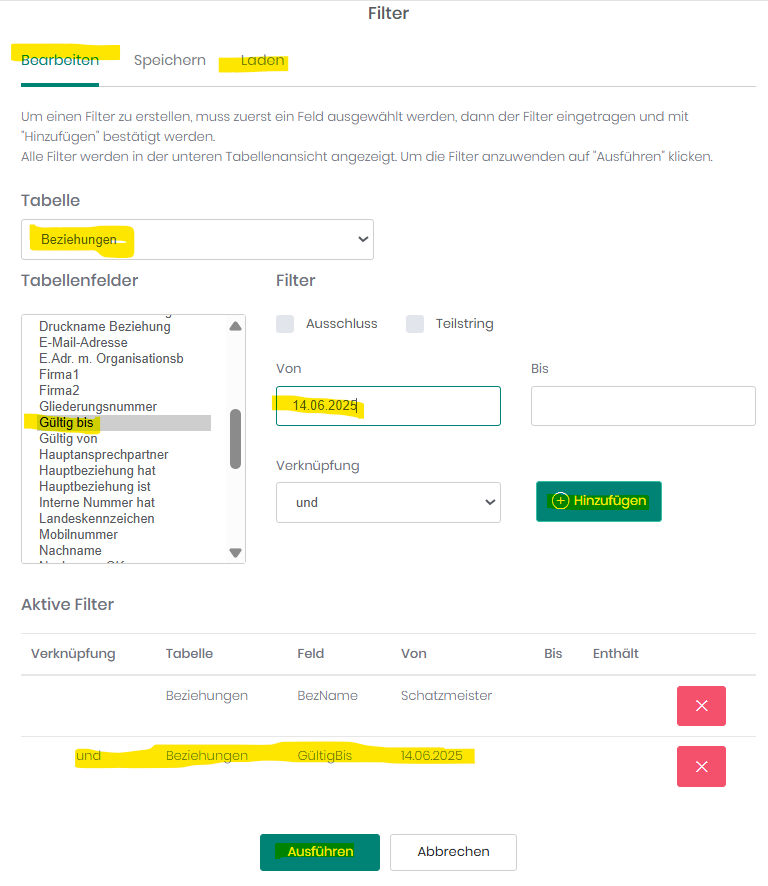 Filter
Bearbeiten Speichern Laden
Um einen Filter zu erstellen, muss zuerst ein Feld ausgewählt werden, dann der Filter eingetragen und mit
"Hinzufügen" bestätigt werden.
Alle Filter werden in der unteren Tabellenansicht angezeigt. Um die Filter anzuwenden auf "Ausführen" klicken.
Tabelle
Beziehungen
Tabellenfelder
Druckname Beziehung
E-Mail-Adresse
E.Adr. m. Organisationsb
Firma1
Firma2
Gliederungsnummer
Gültig bis
Gültig von
Hauptansprechpartner
Hauptbeziehung hat
Hauptbeziehung ist
Interne Nummer hat
Landeskennzeichen
Mobilnummer
Nachname
Filter
Ausschluss Teilstring
Von Bis
14.06.2025
Verknüpfung
und Hinzufügen
Aktive Filter
Verknüpfung Tabelle Feld Von Bis Enthält
Beziehungen BezName Schatzmeister
und Beziehungen GültigBis 14.06.2025
Ausführen Abbrechen